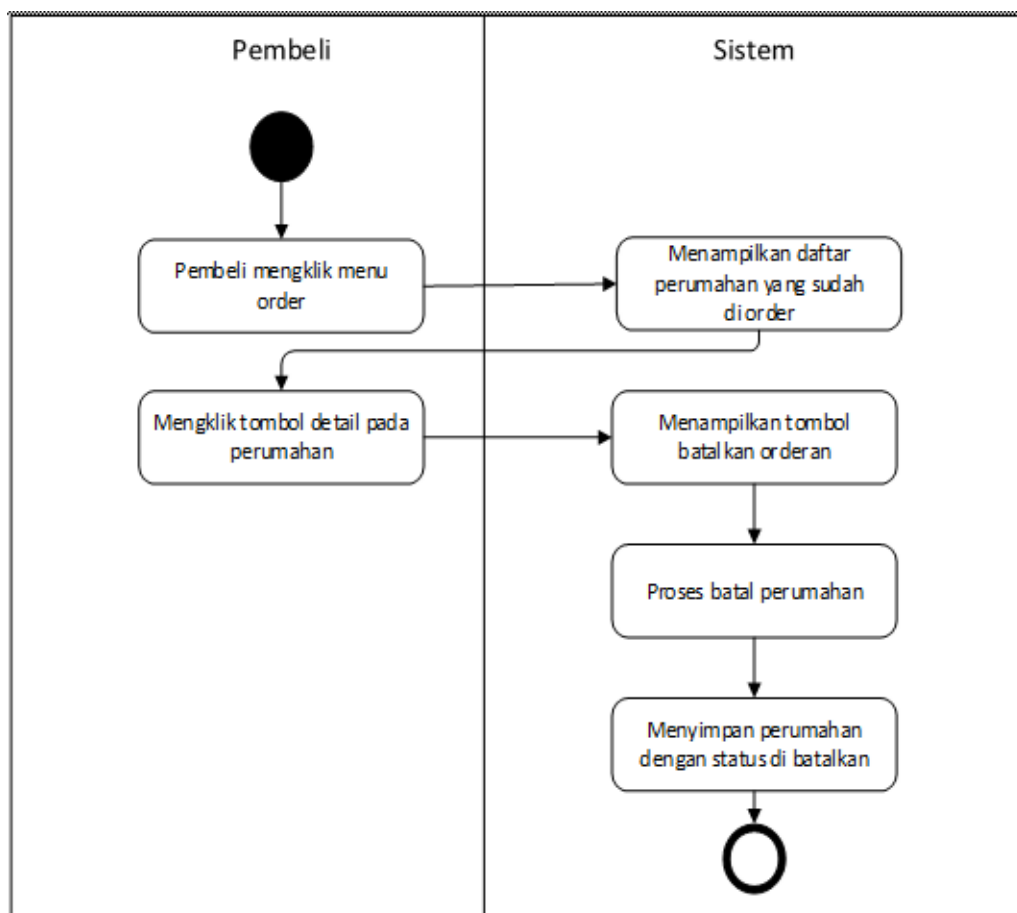 Pembeli
Sistem
Pembeli mengklik menu
order
Menampilkan daftar
perumahan yang sudah
di order
Mengklik tombol detail pada
perumahan
Menampilkan tombol
batalkan orderan
Proses batal perumahan
Menyimpan perumahan
dengan status di batalkan